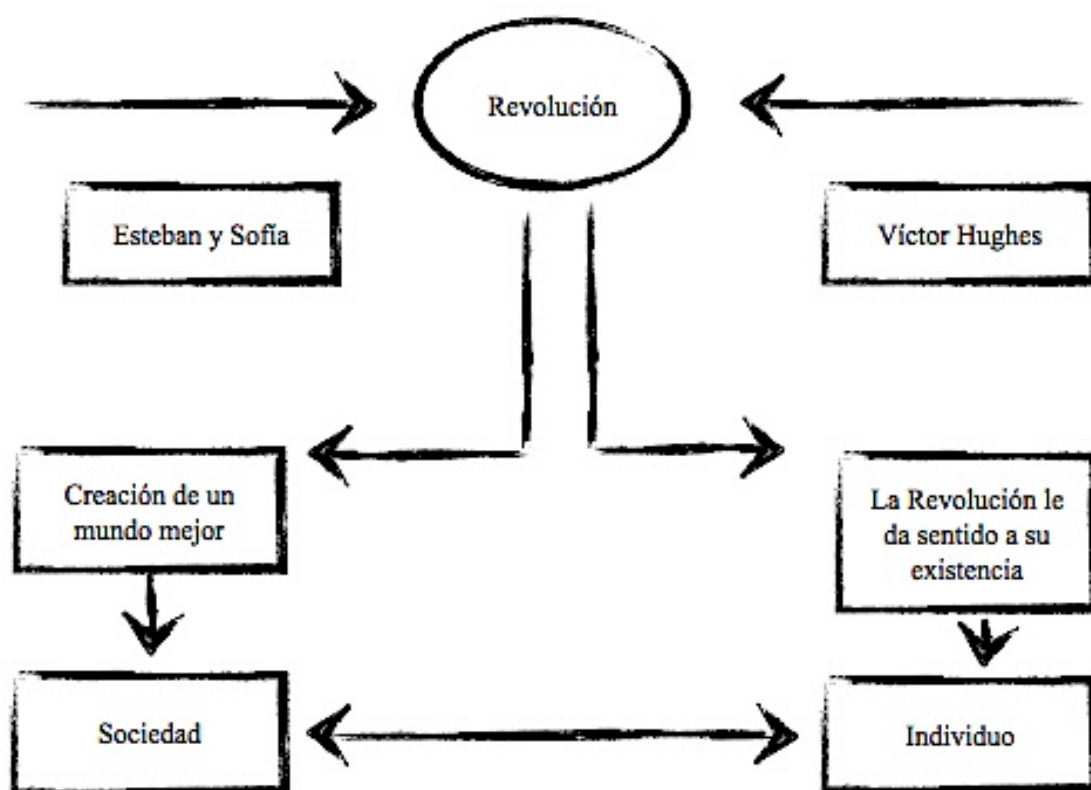 Revolución
Esteban y Sofía
Víctor Hughes
Creación de un
mundo mejor
La Revolución le
da sentido a su
existencia
Sociedad
Individuo